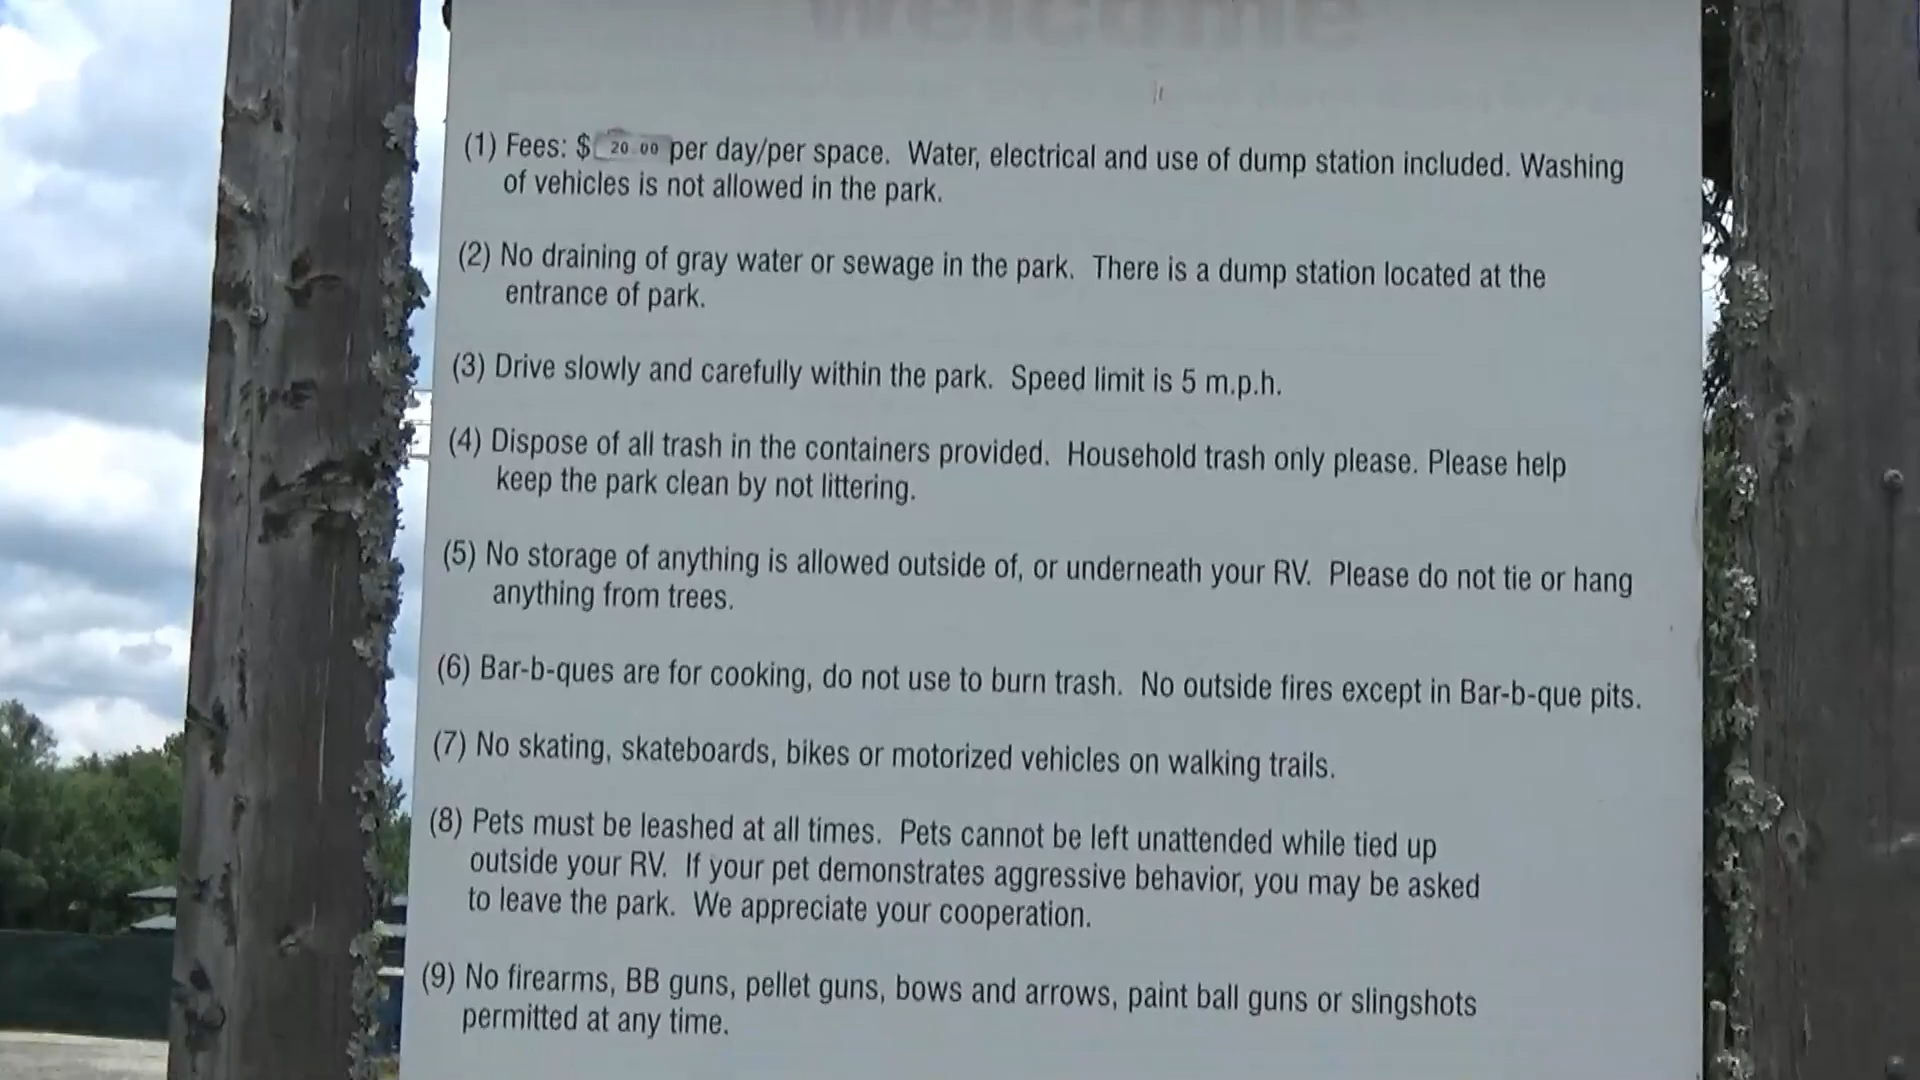 Welcome
(1) Fees: $ 20.00 per day/per space. Water, electrical and use of dump station included. Washing
of vehicles is not allowed in the park.
(2) No draining of gray water or sewage in the park. There is a dump station located at the
entrance of park.
(3) Drive slowly and carefully within the park. Speed limit is 5 m.p.h.
(4) Dispose of all trash in the containers provided. Household trash only please. Please help
keep the park clean by not littering.
(5) No storage of anything is allowed outside of, or underneath your RV. Please do not tie or hang
anything from trees.
(6) Bar-b-ques are for cooking, do not use to burn trash. No outside fires except in Bar-b-que pits.
(7) No skating, skateboards, bikes or motorized vehicles on walking trails.
(8) Pets must be leashed at all times. Pets cannot be left unattended while tied up
outside your RV. If your pet demonstrates aggressive behavior, you may be asked
to leave the park. We appreciate your cooperation.
(9) No firearms, BB guns, pellet guns, bows and arrows, paint ball guns or slingshots
permitted at any time.